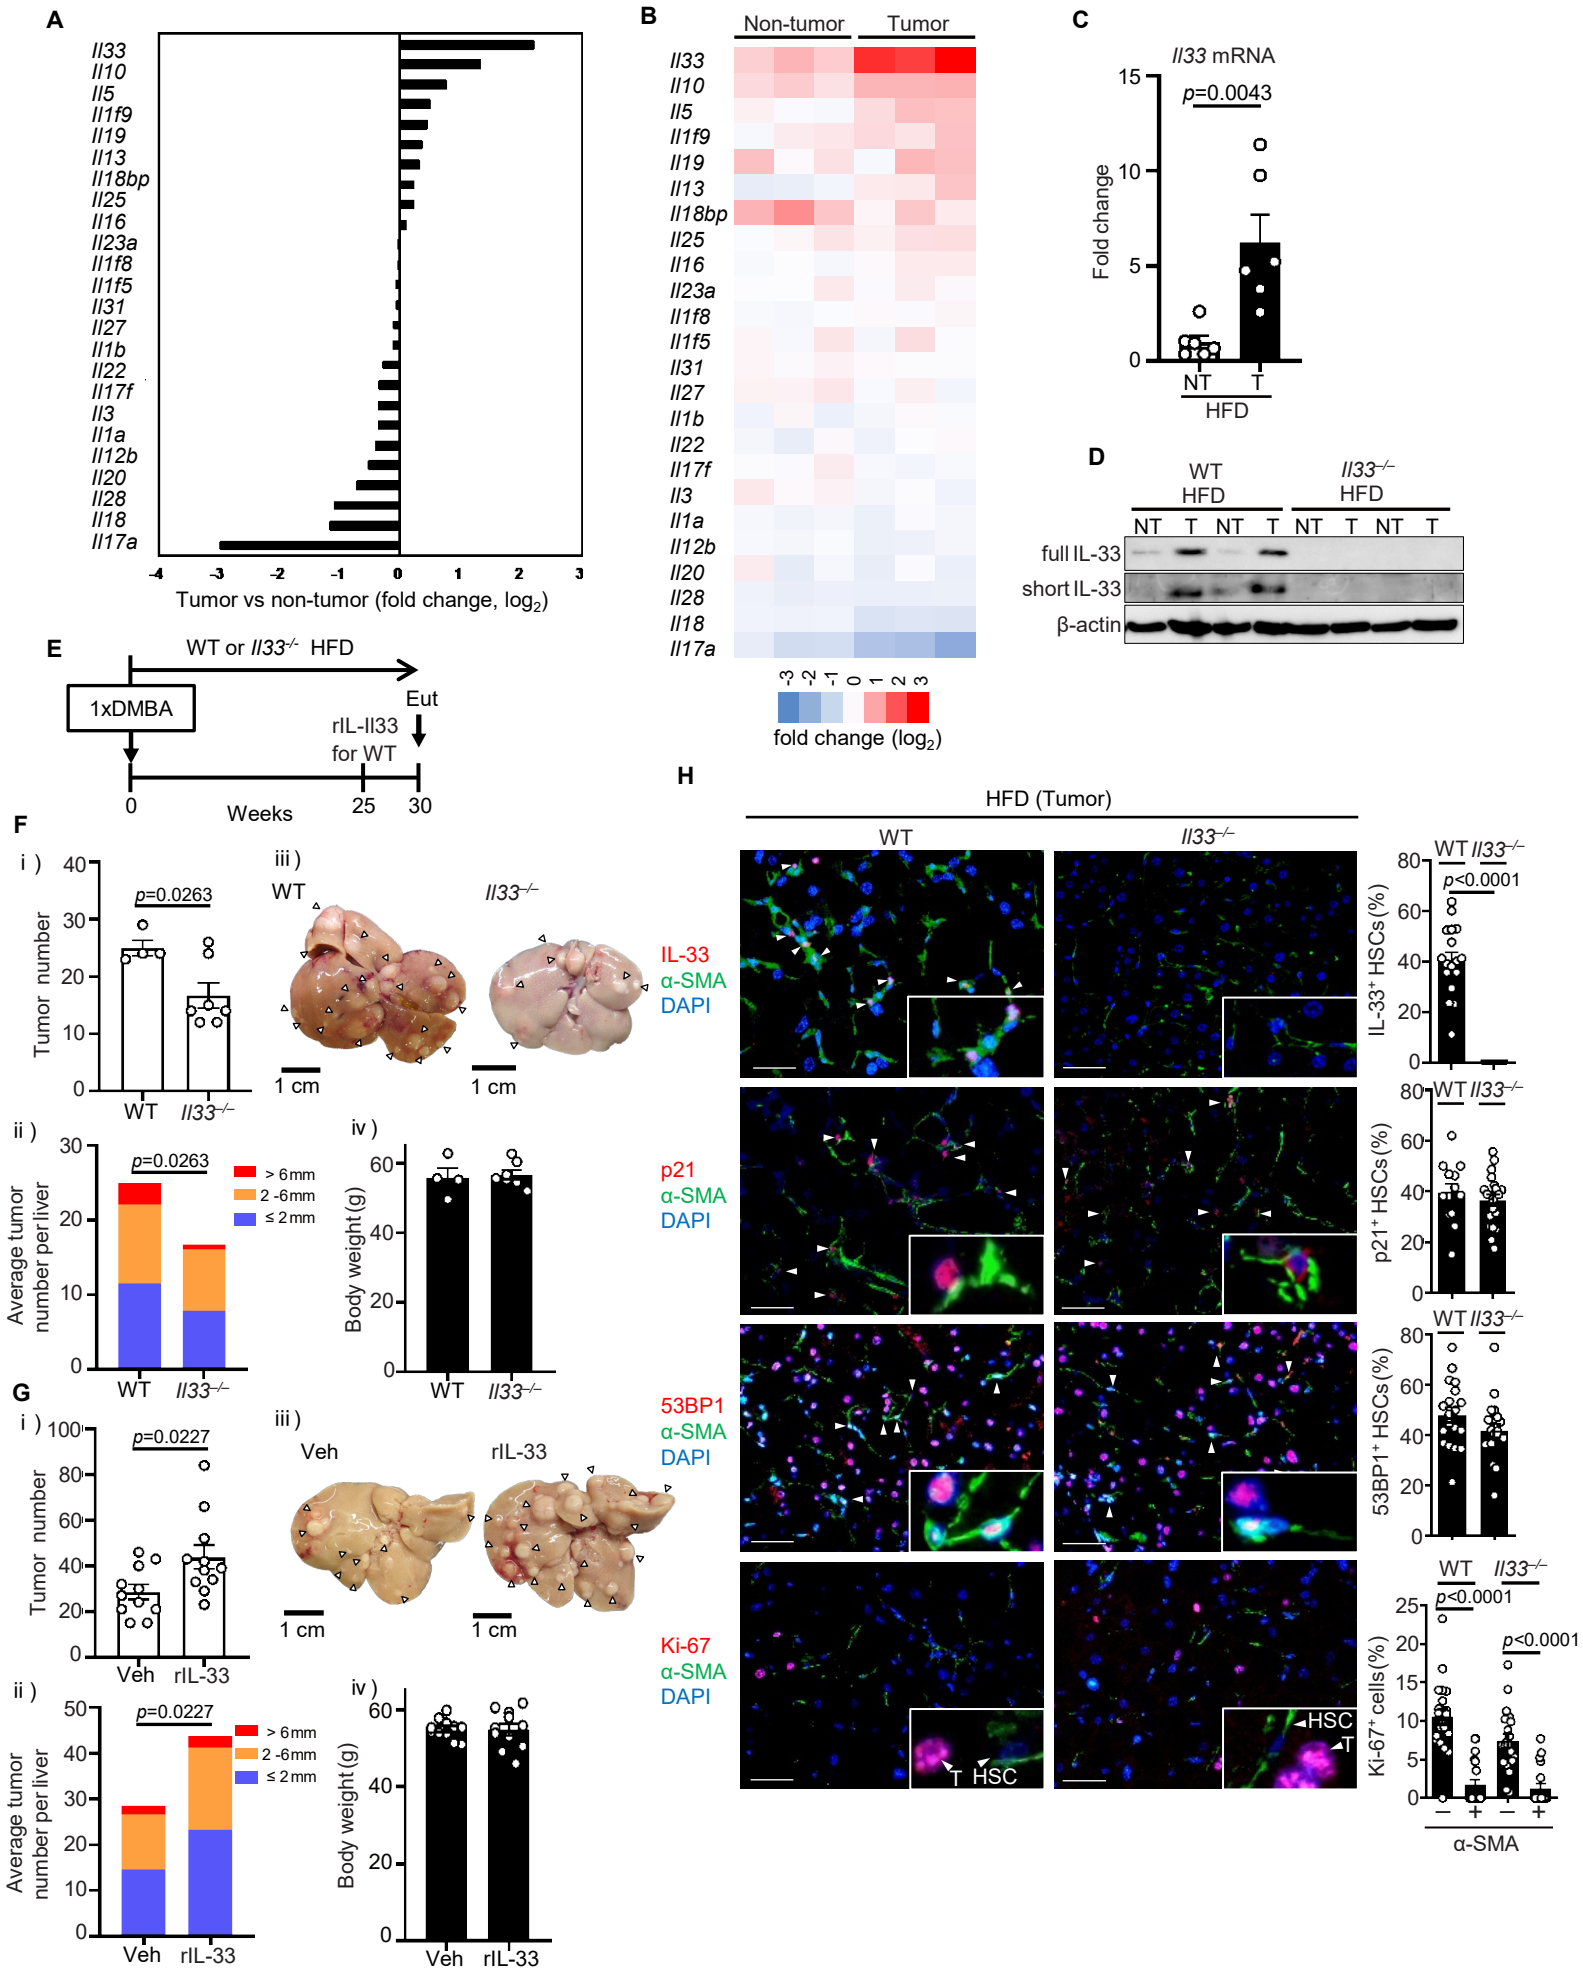 A
Il33
Il10
Il5
Il1f9
Il19
Il13
Il18bp
Il25
Il16
Il23a
Il1f8
Il1f5
Il31
Il27
Il1b
Il22
Il17f
Il3
Il1a
Il12b
Il20
Il28
Il18
Il17a
-4 -3 -2 -1 0 1 2 3
Tumor vs non-tumor (fold change, log2)
B
Non-tumor Tumor
Il33
Il10
Il5
Il1f9
Il19
Il13
Il18bp
Il25
Il16
Il23a
Il1f8
Il1f5
Il31
Il27
Il1b
Il22
Il17f
Il3
Il1a
Il12b
Il20
Il28
Il18
Il17a
-3 -2 -1 0 1 2 3
fold change (log2)
C
Il33 mRNA
p=0.0043
Fold change
15
10
5
0
NT T
HFD
D
WT Il33–/–
HFD HFD
NT T NT T NT T NT T
full IL-33
short IL-33
β-actin
E
WT or Il33-/- HFD
1xDMBA
Eut
rIL-Il33
for WT
0 25 30
Weeks
F
i )
Tumor number
40
30
20
10
0
p=0.0263
WT Il33–/–
iii )
WT Il33–/–
1 cm 1 cm
ii )
Average tumor
number per liver
30
20
10
0
p=0.0263
> 6mm
2 -6mm
≤ 2mm
WT Il33–/–
iv )
Body weight (g)
60
40
20
0
WT Il33–/–
G
i )
Tumor number
100
80
60
40
20
0
p=0.0227
Veh rIL-33
iii )
Veh rIL-33
1 cm 1 cm
ii )
Average tumor
number per liver
50
40
30
20
10
0
p=0.0227
> 6mm
2 -6mm
≤ 2mm
Veh rIL-33
iv )
Body weight (g)
60
40
20
0
Veh rIL-33
H
HFD (Tumor)
WT Il33–/–
IL-33
α-SMA
DAPI
WT Il33–/–
p<0.0001
IL-33+ HSCs (%)
80
60
40
20
0
p21
α-SMA
DAPI
WT Il33–/–
p21+ HSCs (%)
80
60
40
20
0
53BP1
α-SMA
DAPI
WT Il33–/–
53BP1+ HSCs (%)
80
60
40
20
0
Ki-67
α-SMA
DAPI
T HSC
HSC
T
WT Il33–/–
p<0.0001
p<0.0001
Ki-67+ cells (%)
25
20
15
10
5
0
– + – +
α-SMA